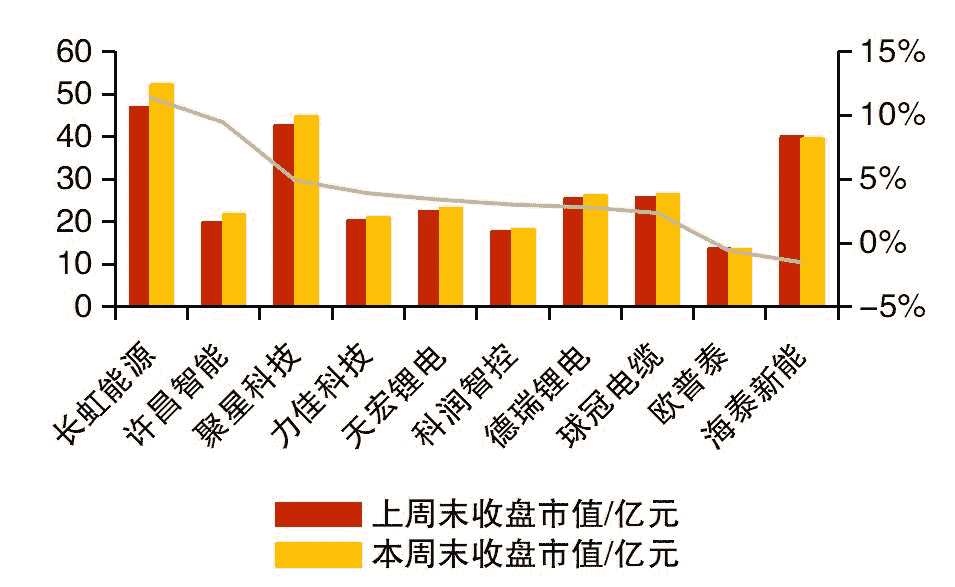 60
50
40
30
20
10
0
15%
10%
5%
0%
–5%
长虹能源
许昌智能
聚星科技
力佳科技
天宏锂电
科润智控
德瑞锂电
球冠电缆
欧普泰
海泰新能
上周末收盘市值/亿元
本周末收盘市值/亿元